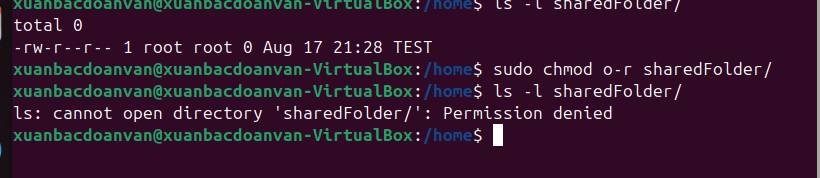 xuanbacdoanvan@xuanbacdoanvan-VirtualBox:/home$ ls -l sharedFolder/
total 0
-rw-r--r-- 1 root root 0 Aug 17 21:28 TEST
xuanbacdoanvan@xuanbacdoanvan-VirtualBox:/home$ sudo chmod o-r sharedFolder/
xuanbacdoanvan@xuanbacdoanvan-VirtualBox:/home$ ls -l sharedFolder/
ls: cannot open directory 'sharedFolder/': Permission denied
xuanbacdoanvan@xuanbacdoanvan-VirtualBox:/home$